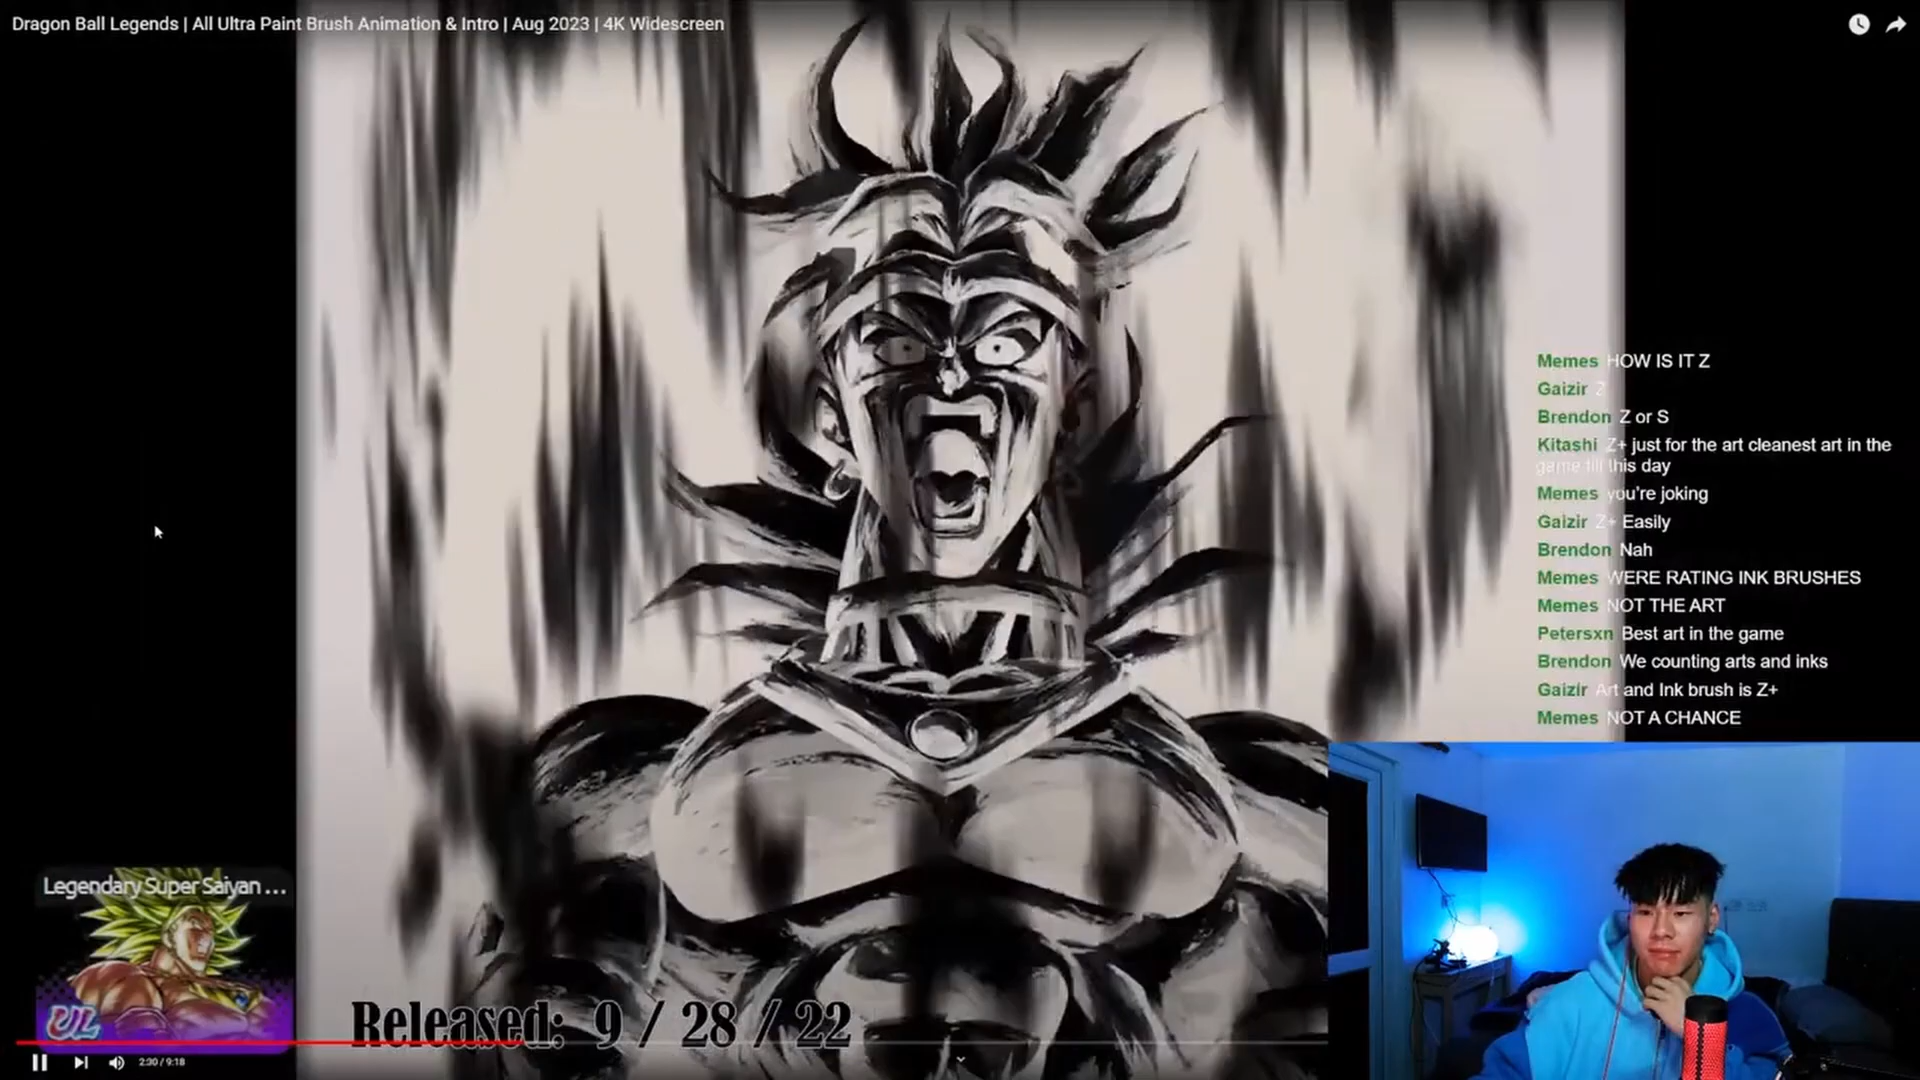 Dragon Ball Legends | All Ultra Paint Brush Animation & Intro | Aug 2023 | 4K Widescreen
Memes HOW IS IT Z
Gaizir Z
Brendon Z or S
Kitashi Z+ just for the art cleanest art in the
game till this day
Memes you're joking
Gaizir Z+ Easily
Brendon Nah
Memes WERE RATING INK BRUSHES
Memes NOT THE ART
Petersxn Best art in the game
Brendon We counting arts and inks
Gaizir Art and Ink brush is Z+
Memes NOT A CHANCE
Legendary Super Saiyan ...
UL
Released: 9 / 28 / 22
2:30 / 9:18